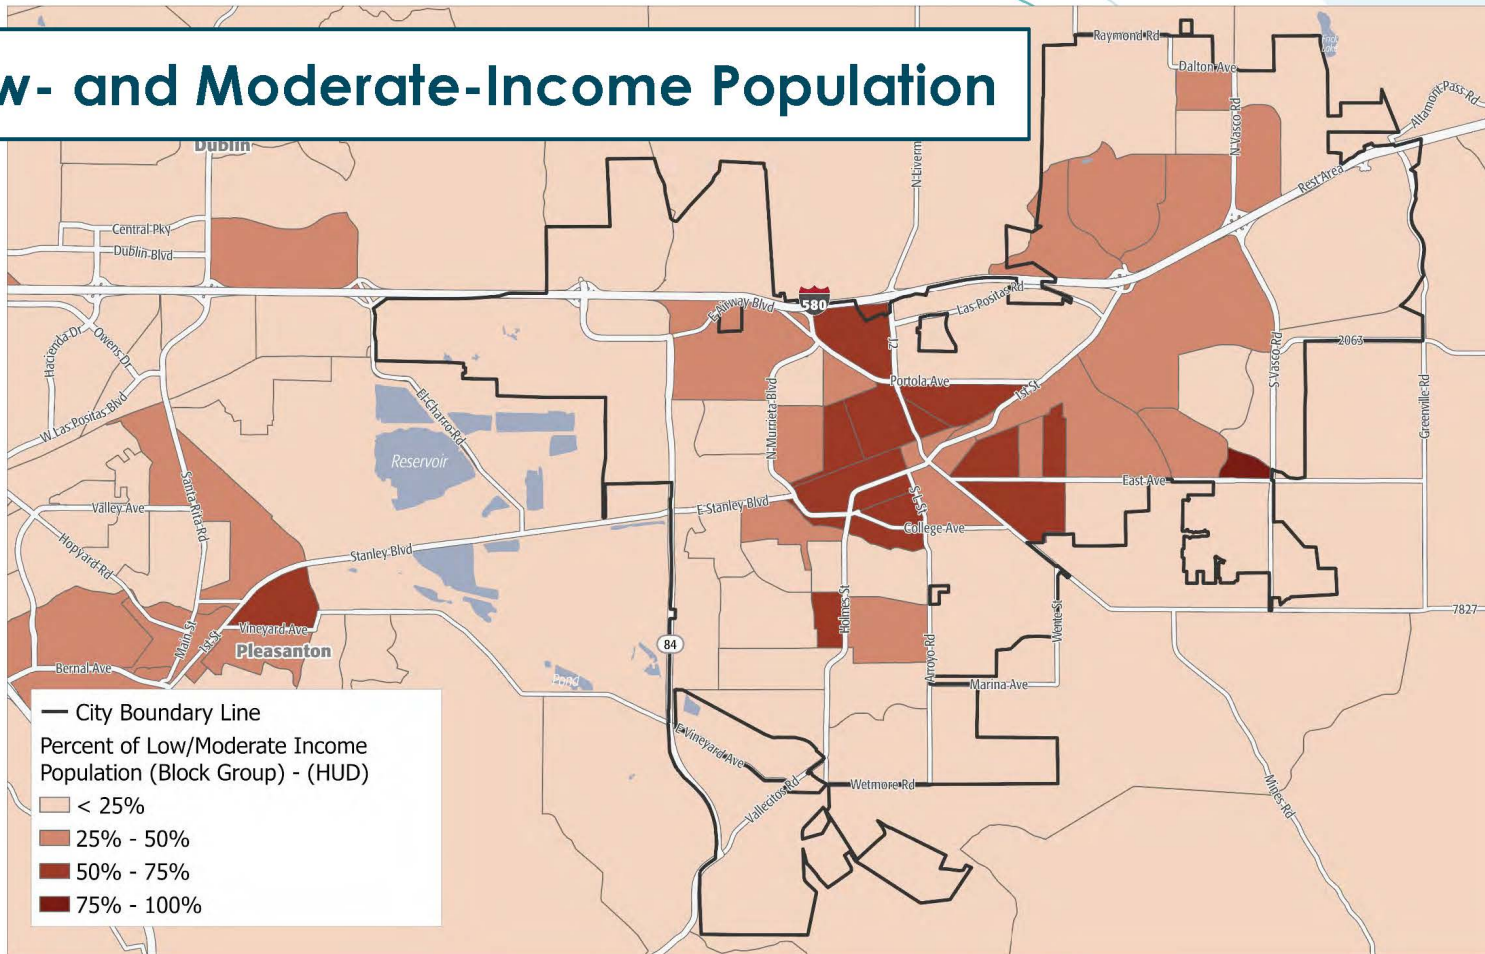 w- and Moderate-Income Population
Raymond Rd
Dalton Ave
N Vasco Rd
Altamont Pass Rd
Rest Area
Dublin
N Liverm
Central Pky
Dublin Blvd
580
E Airway Blvd
Las Positas Rd
Hacienda Dr
Owens Dr
J2
2063
S Vasco Rd
W Las Positas Blvd
El Charro Rd
N Murrieta Blvd
Portola Ave
1st St
Greenville Rd
Reservoir
Santa Rita Rd
Valley Ave
E Stanley Blvd
S L St
East Ave
Hopyard Rd
Stanley Blvd
College Ave
Holmes St
Wente St
7827
Main St
1st St
Vineyard Ave
Pleasanton
84
Arroyo Rd
Bernal Ave
Pond
Marina Ave
E Vineyard Ave
Vallecitos Rd
Wetmore Rd
Mines Rd
City Boundary Line
Percent of Low/Moderate Income
Population (Block Group) - (HUD)
< 25%
25% - 50%
50% - 75%
75% - 100%